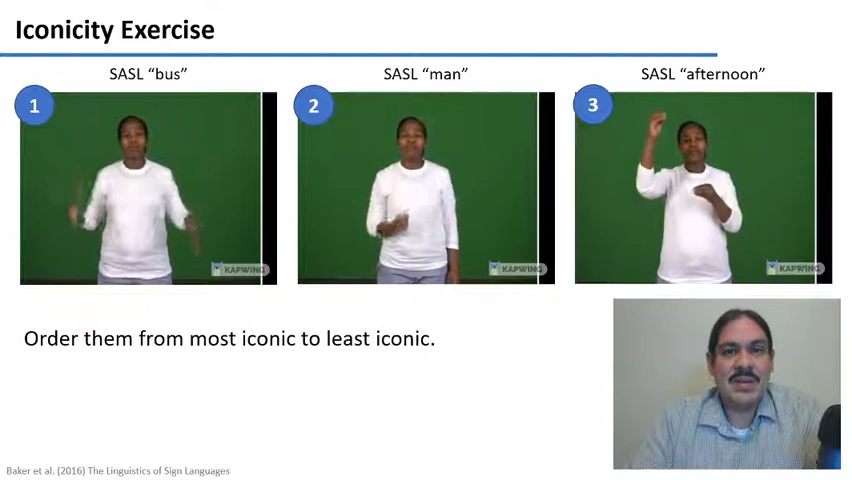 Iconicity Exercise
SASL “bus”
SASL “man”
SASL “afternoon”
1
2
3
KAPWING
KAPWING
KAPWING
Order them from most iconic to least iconic.
Baker et al. (2016) The Linguistics of Sign Languages